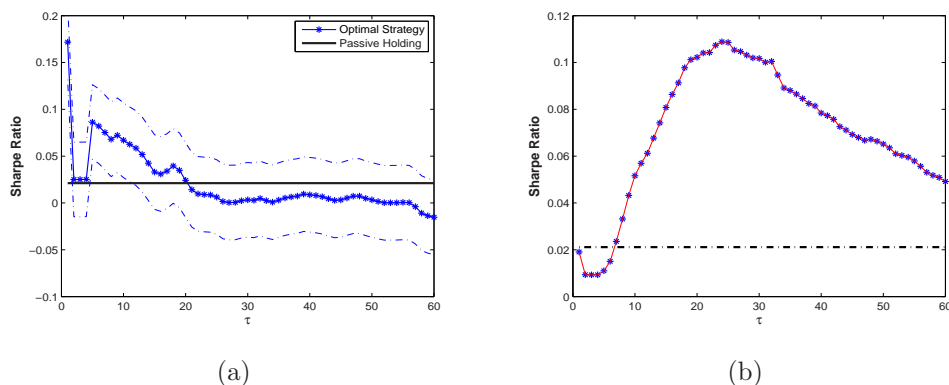 0.2
0.15
0.1
0.05
0
−0.05
−0.1
0 10 20 30 40 50 60
τ
Sharpe Ratio
Optimal Strategy
Passive Holding
(a)
0.12
0.1
0.08
0.06
0.04
0.02
0
0 10 20 30 40 50 60
τ
Sharpe Ratio
(b)